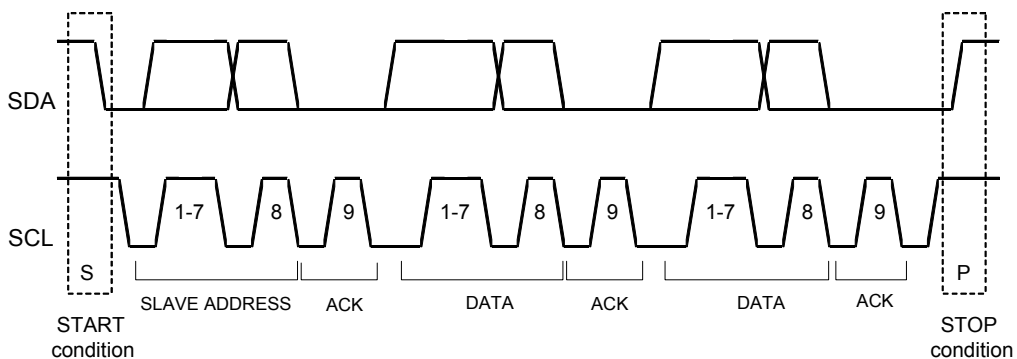 SDA
SCL
1-7 8 9 1-7 8 9 1-7 8 9
S P
SLAVE ADDRESS ACK DATA ACK DATA ACK
START
condition
STOP
condition